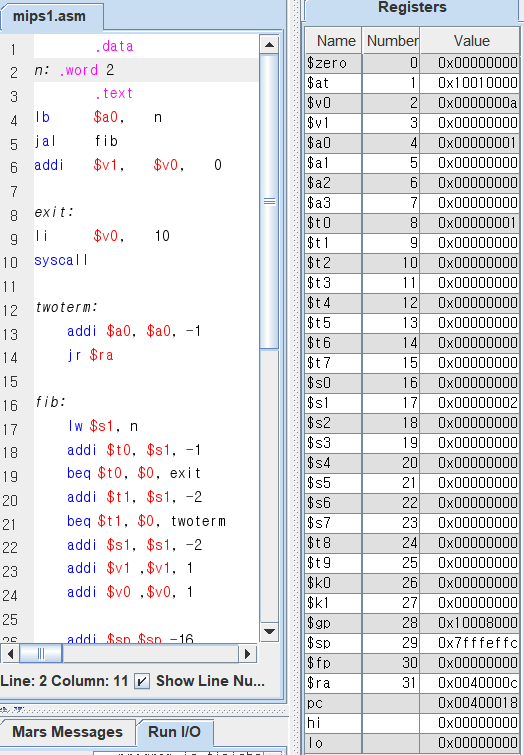 mips1.asm
1 .data
2 n: .word 2
3 .text
4 lb $a0, n
5 jal fib
6 addi $v1, $v0, 0
7
8 exit:
9 li $v0, 10
10 syscall
11
12 twoterm:
13 addi $a0, $a0, -1
14 jr $ra
15
16 fib:
17 lw $s1, n
18 addi $t0, $s1, -1
19 beq $t0, $0, exit
20 addi $t1, $s1, -2
21 beq $t1, $0, twoterm
22 addi $s1, $s1, -2
23 addi $v1 ,$v1, 1
24 addi $v0 ,$v0, 1
25
26 addi $sp $sp -16
Line: 2 Column: 11 Show Line Nu...
Mars Messages Run I/O
Registers
Name Number Value
$zero 0 0x00000000
$at 1 0x10010000
$v0 2 0x0000000a
$v1 3 0x00000000
$a0 4 0x00000001
$a1 5 0x00000000
$a2 6 0x00000000
$a3 7 0x00000000
$t0 8 0x00000001
$t1 9 0x00000000
$t2 10 0x00000000
$t3 11 0x00000000
$t4 12 0x00000000
$t5 13 0x00000000
$t6 14 0x00000000
$t7 15 0x00000000
$s0 16 0x00000000
$s1 17 0x00000002
$s2 18 0x00000000
$s3 19 0x00000000
$s4 20 0x00000000
$s5 21 0x00000000
$s6 22 0x00000000
$s7 23 0x00000000
$t8 24 0x00000000
$t9 25 0x00000000
$k0 26 0x00000000
$k1 27 0x00000000
$gp 28 0x10008000
$sp 29 0x7fffeffc
$fp 30 0x00000000
$ra 31 0x0040000c
pc 0x00400018
hi 0x00000000
lo 0x00000000